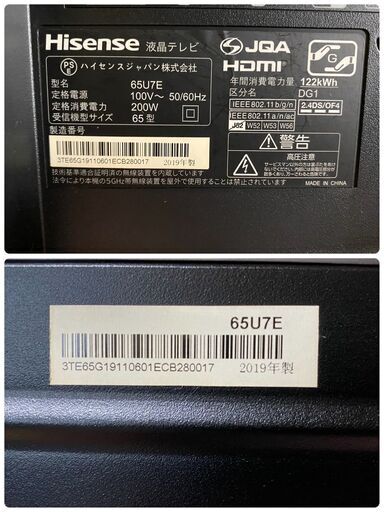 Hisense 液晶テレビ
PS E
ハイセンスジャパン株式会社
型名 65U7E
定格電源 100V～ 50/60Hz
定格消費電力 200W
受信機型サイズ 65 型
製造番号
3TE65G19110601ECB280017 2019年製
技術基準適合証明済の無線装置を内蔵しています
法令により本機の5GHz帯無線装置を屋外で使用することは禁止されています
JQA
HDMI
G
年間消費電力量 122kWh
区分名 DG1
IEEE802.11b/g/n
2.4DS/OF4
IEEE802.11a/n/ac
W52 W53 W56
警告
高圧注意
MADE IN CHINA
65U7E
3TE65G19110601ECB280017 2019年製